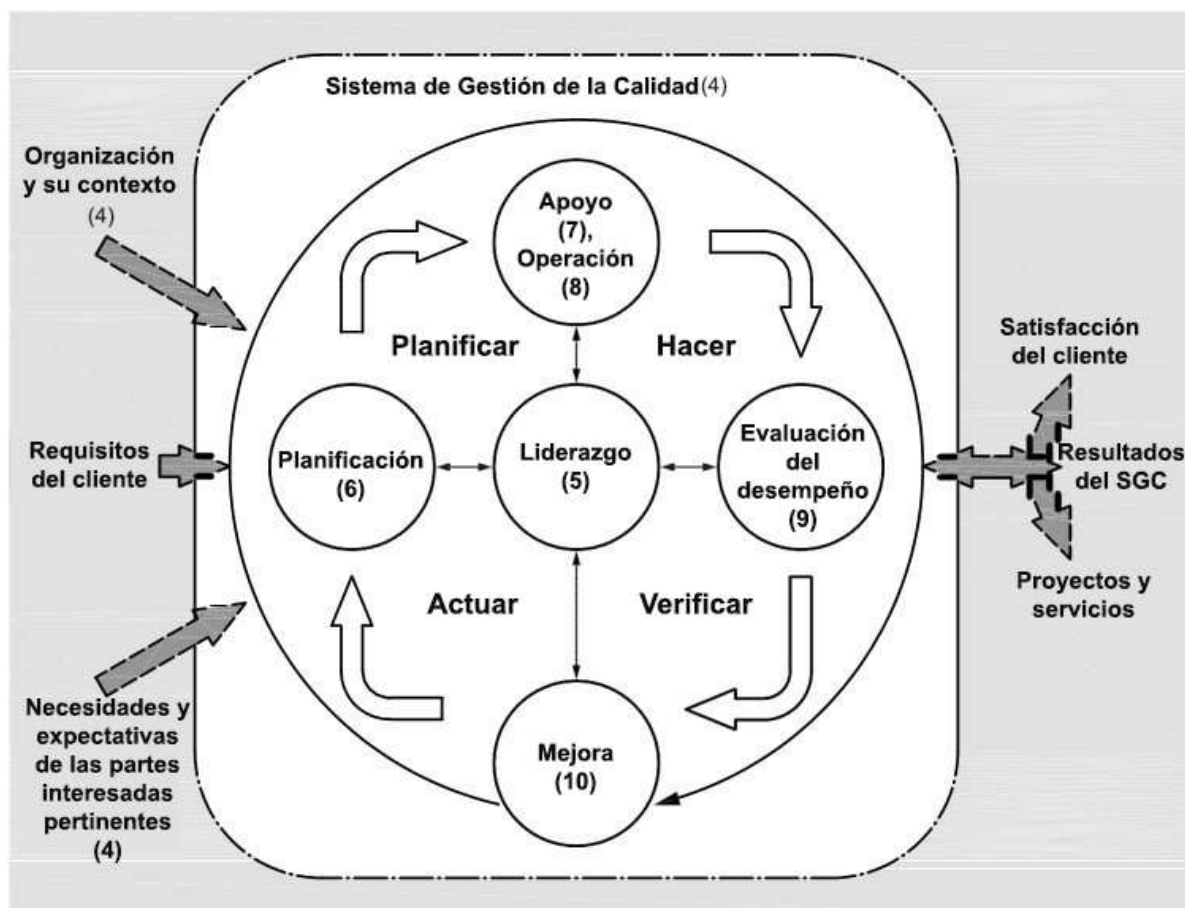 Sistema de Gestión de la Calidad(4)
Organización
y su contexto
(4)
Requisitos
del cliente
Necesidades y
expectativas
de las partes
interesadas
pertinentes
(4)
Apoyo
(7),
Operación
(8)
Planificar
Hacer
Planificación
(6)
Liderazgo
(5)
Evaluación
del
desempeño
(9)
Actuar
Verificar
Mejora
(10)
Satisfacción
del cliente
Resultados
del SGC
Proyectos y
servicios